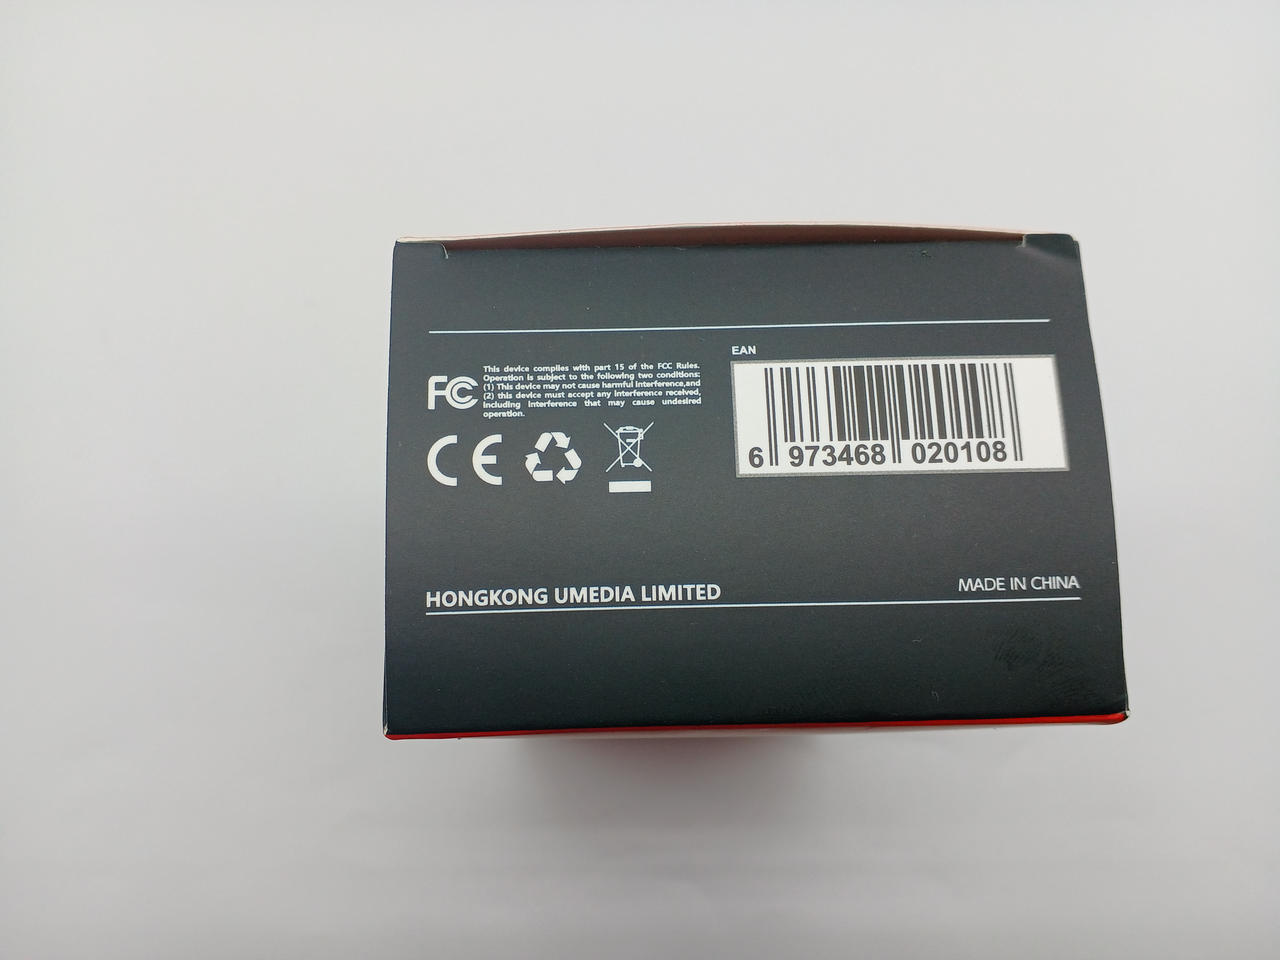 EAN
FC This device complies with part 15 of the FCC Rules.
Operation is subject to the following two conditions:
(1) This device may not cause harmful interference,and
(2) this device must accept any interference received,
including interference that may cause undesired
operation.
CE
6 973468 020108
HONGKONG UMEDIA LIMITED
MADE IN CHINA